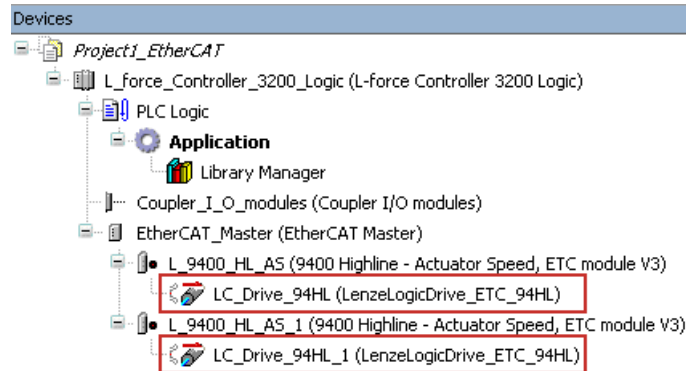 Devices
Project1_EtherCAT
L_force_Controller_3200_Logic (L-force Controller 3200 Logic)
PLC Logic
Application
Library Manager
Coupler_I_O_modules (Coupler I/O modules)
EtherCAT_Master (EtherCAT Master)
L_9400_HL_AS (9400 Highline - Actuator Speed, ETC module V3)
LC_Drive_94HL (LenzeLogicDrive_ETC_94HL)
L_9400_HL_AS_1 (9400 Highline - Actuator Speed, ETC module V3)
LC_Drive_94HL_1 (LenzeLogicDrive_ETC_94HL)